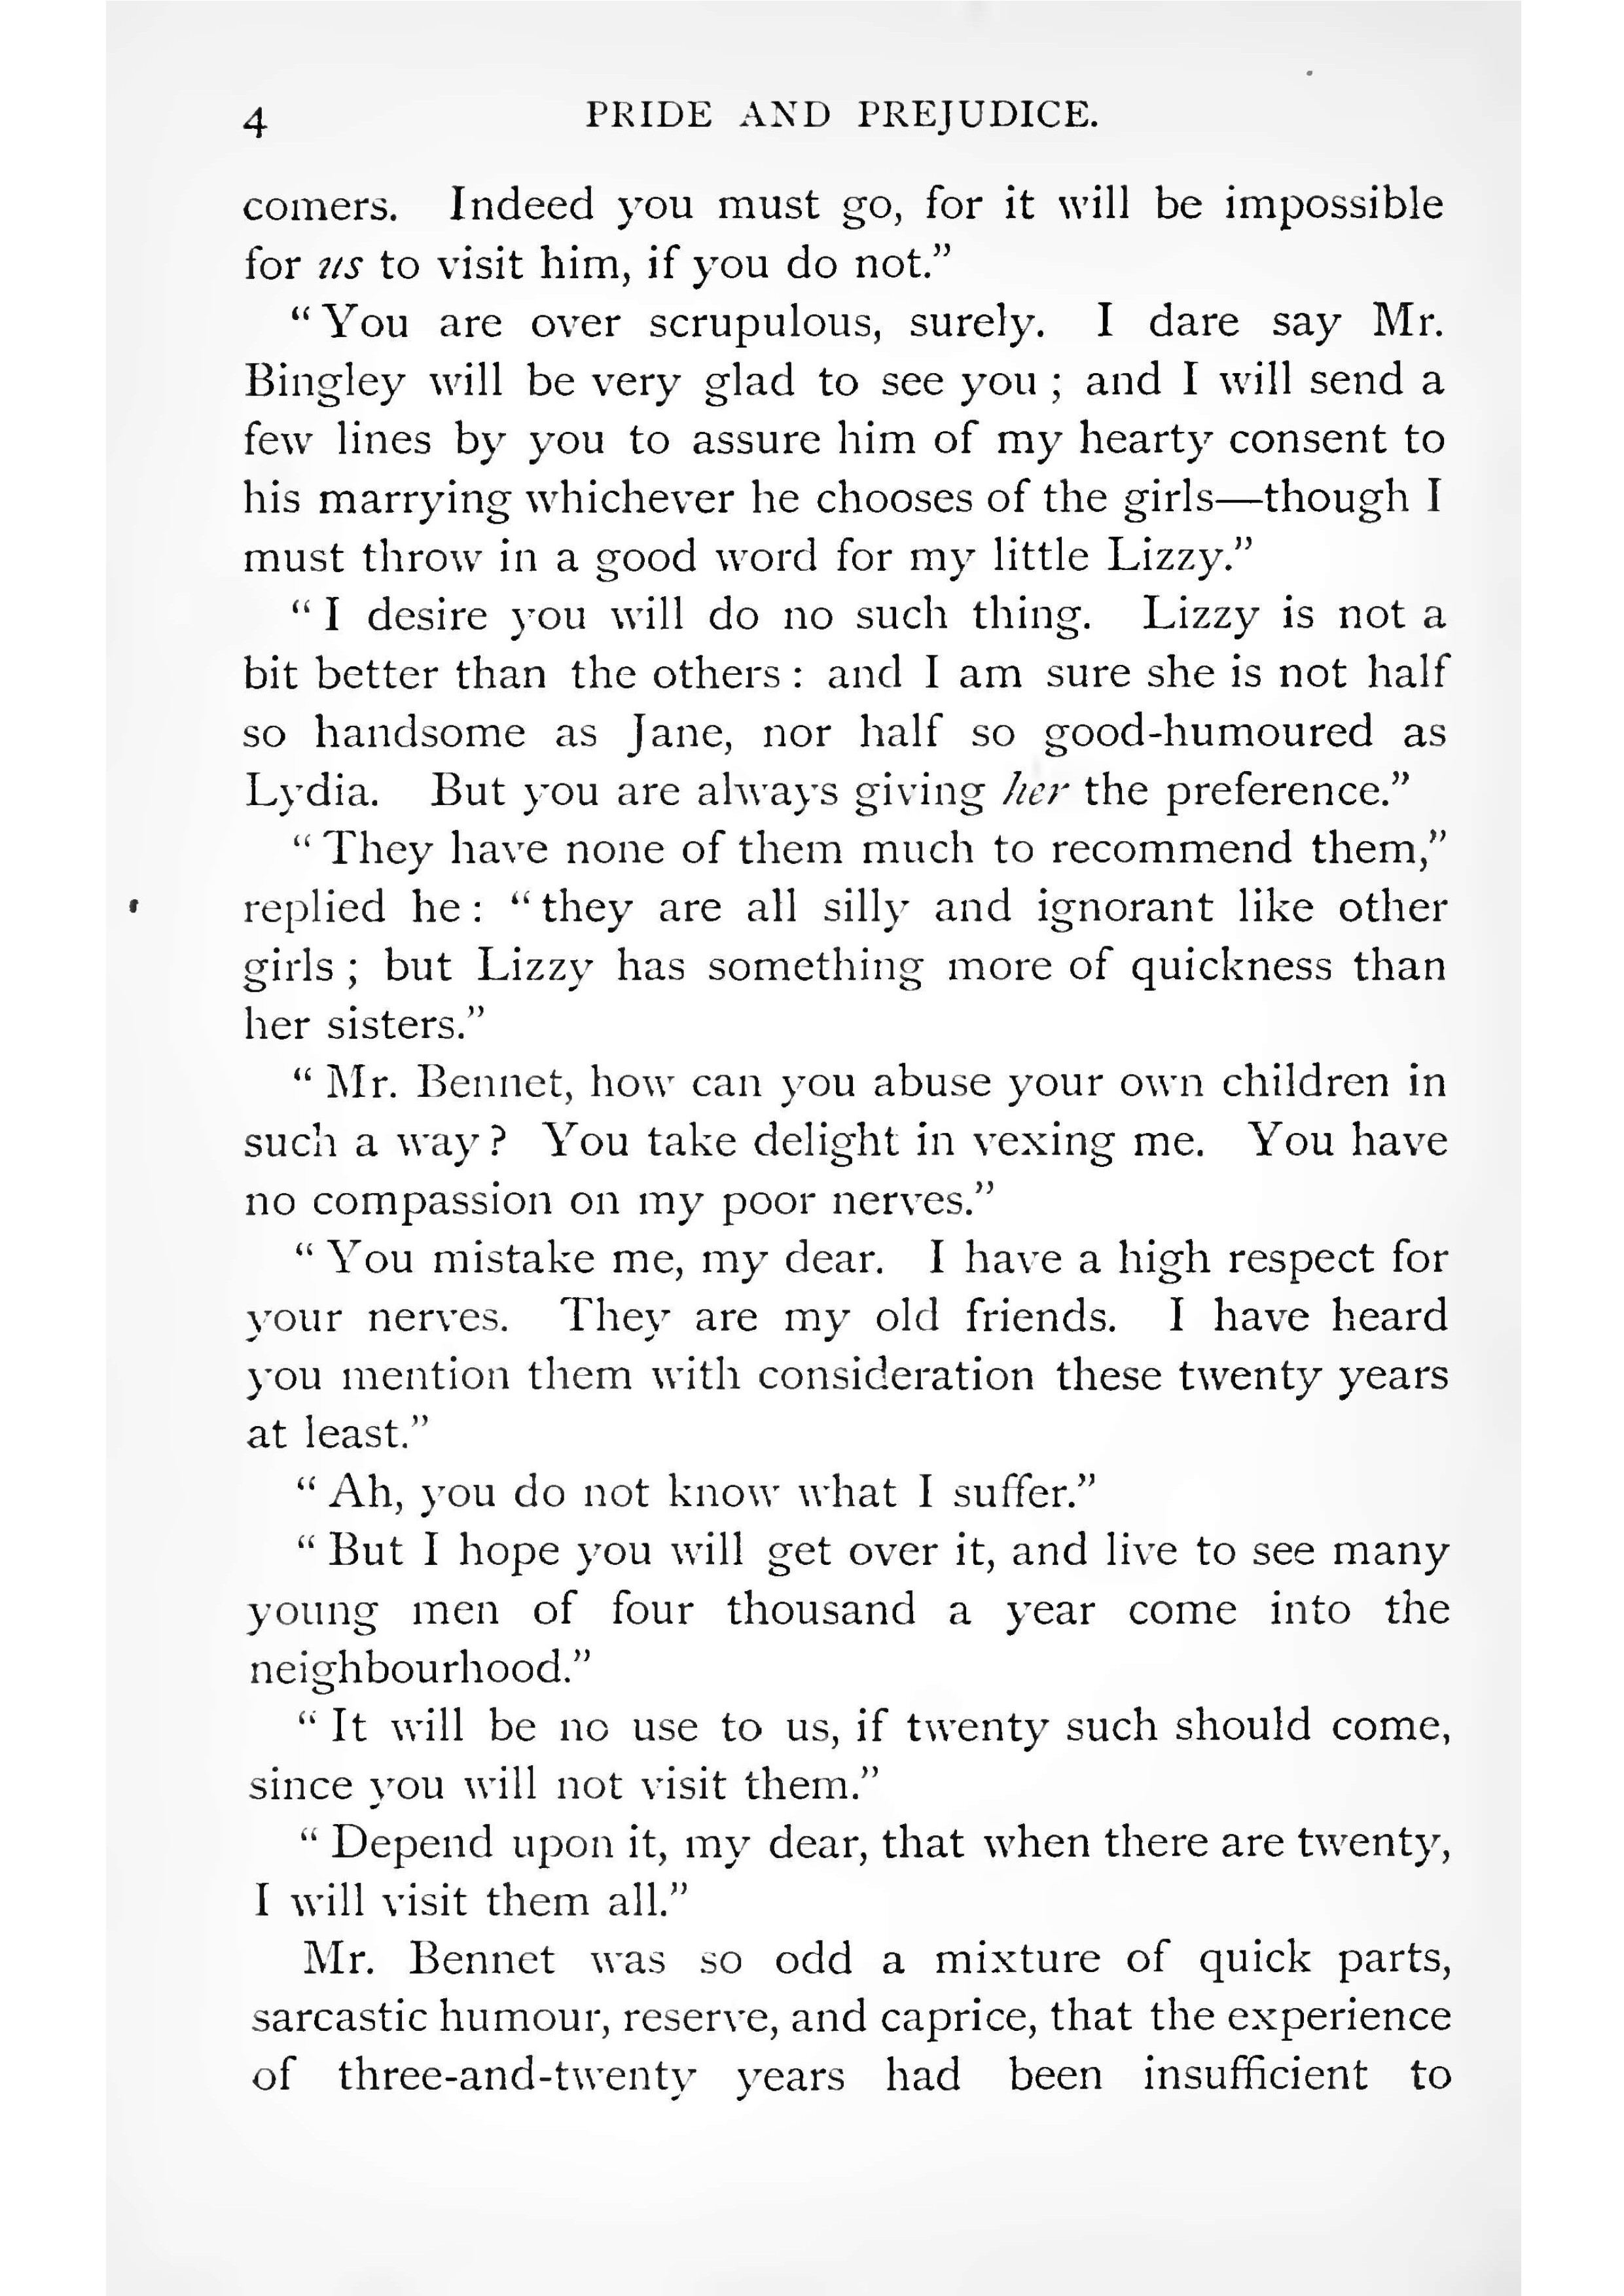 4 PRIDE AND PREJUDICE.
comers. Indeed you must go, for it will be impossible
for us to visit him, if you do not.”
“ You are over scrupulous, surely. I dare say Mr.
Bingley will be very glad to see you ; and I will send a
few lines by you to assure him of my hearty consent to
his marrying whichever he chooses of the girls—though I
must throw in a good word for my little Lizzy.”
“ I desire you will do no such thing. Lizzy is not a
bit better than the others : and I am sure she is not half
so handsome as Jane, nor half so good-humoured as
Lydia. But you are always giving her the preference.”
“ They have none of them much to recommend them,”
replied he : “ they are all silly and ignorant like other
girls ; but Lizzy has something more of quickness than
her sisters.”
“ Mr. Bennet, how can you abuse your own children in
such a way ? You take delight in vexing me. You have
no compassion on my poor nerves.”
“ You mistake me, my dear. I have a high respect for
your nerves. They are my old friends. I have heard
you mention them with consideration these twenty years
at least.”
“ Ah, you do not know what I suffer.”
“ But I hope you will get over it, and live to see many
young men of four thousand a year come into the
neighbourhood.”
“ It will be no use to us, if twenty such should come,
since you will not visit them.”
“ Depend upon it, my dear, that when there are twenty,
I will visit them all.”
Mr. Bennet was so odd a mixture of quick parts,
sarcastic humour, reserve, and caprice, that the experience
of three-and-twenty years had been insufficient to